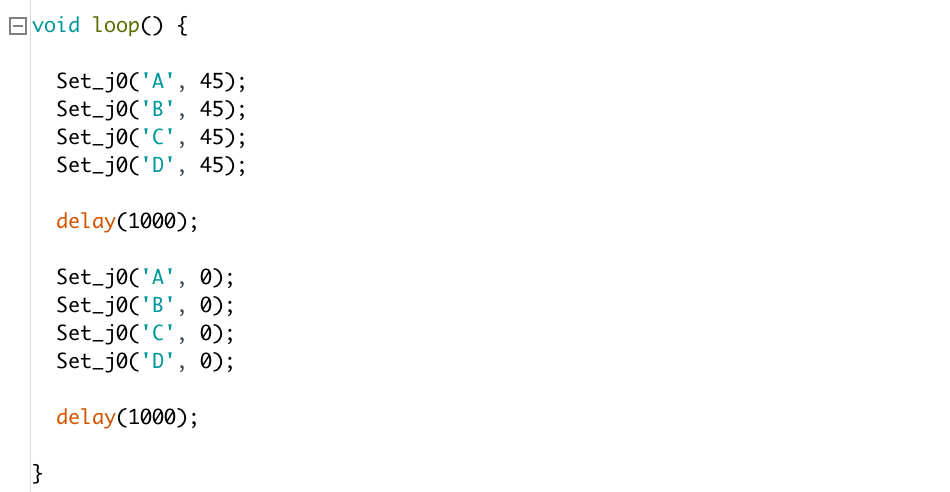 void loop() {
Set_j0('A', 45);
Set_j0('B', 45);
Set_j0('C', 45);
Set_j0('D', 45);
delay(1000);
Set_j0('A', 0);
Set_j0('B', 0);
Set_j0('C', 0);
Set_j0('D', 0);
delay(1000);
}